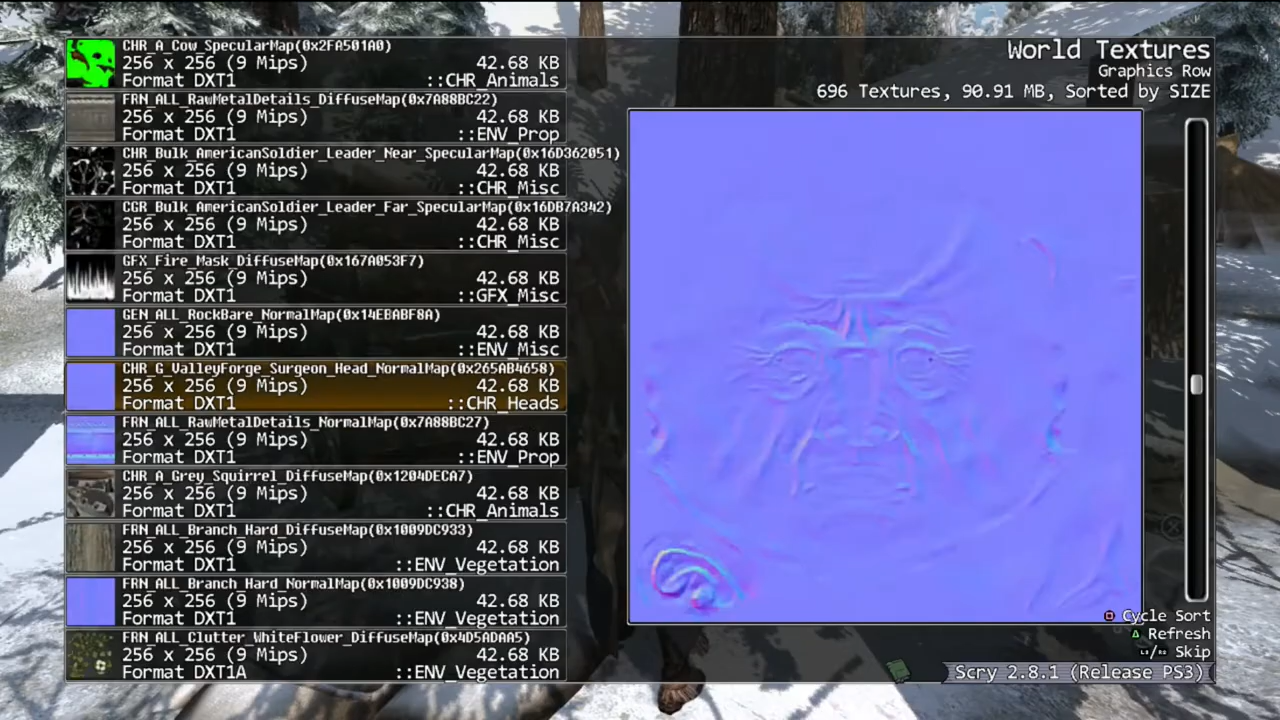 CHR_A_Cow_SpecularMap(0x2FA501A0)
256 x 256 (9 Mips) 42.68 KB
Format DXT1 ::CHR_Animals
FRN_ALL_RawMetalDetails_DiffuseMap(0x7A88BC22)
256 x 256 (9 Mips) 42.68 KB
Format DXT1 ::ENV_Prop
CHR_Bulk_AmericanSoldier_Leader_Near_SpecularMap(0x16D362051)
256 x 256 (9 Mips) 42.68 KB
Format DXT1 ::CHR_Misc
CGR_Bulk_AmericanSoldier_Leader_Far_SpecularMap(0x16DB7A342)
256 x 256 (9 Mips) 42.68 KB
Format DXT1 ::CHR_Misc
GFX_Fire_Mask_DiffuseMap(0x167A053F7)
256 x 256 (9 Mips) 42.68 KB
Format DXT1 ::GFX_Misc
GEN_ALL_RockBare_NormalMap(0x14EBABF8A)
256 x 256 (9 Mips) 42.68 KB
Format DXT1 ::ENV_Misc
CHR_G_ValleyForge_Surgeon_Head_NormalMap(0x265AB4658)
256 x 256 (9 Mips) 42.68 KB
Format DXT1 ::CHR_Heads
FRN_ALL_RawMetalDetails_NormalMap(0x7A88BC27)
256 x 256 (9 Mips) 42.68 KB
Format DXT1 ::ENV_Prop
CHR_A_Grey_Squirrel_DiffuseMap(0x1204DECA7)
256 x 256 (9 Mips) 42.68 KB
Format DXT1 ::CHR_Animals
FRN_ALL_Branch_Hard_DiffuseMap(0x1009DC933)
256 x 256 (9 Mips) 42.68 KB
Format DXT1 ::ENV_Vegetation
FRN_ALL_Branch_Hard_NormalMap(0x1009DC938)
256 x 256 (9 Mips) 42.68 KB
Format DXT1 ::ENV_Vegetation
FRN_ALL_Clutter_WhiteFlower_DiffuseMap(0x4D5ADAA5)
256 x 256 (9 Mips) 42.68 KB
Format DXT1A ::ENV_Vegetation
World Textures
Graphics Row
696 Textures, 90.91 MB, Sorted by SIZE
Cycle Sort
Refresh
L2/R2 Skip
Scry 2.8.1 (Release PS3)